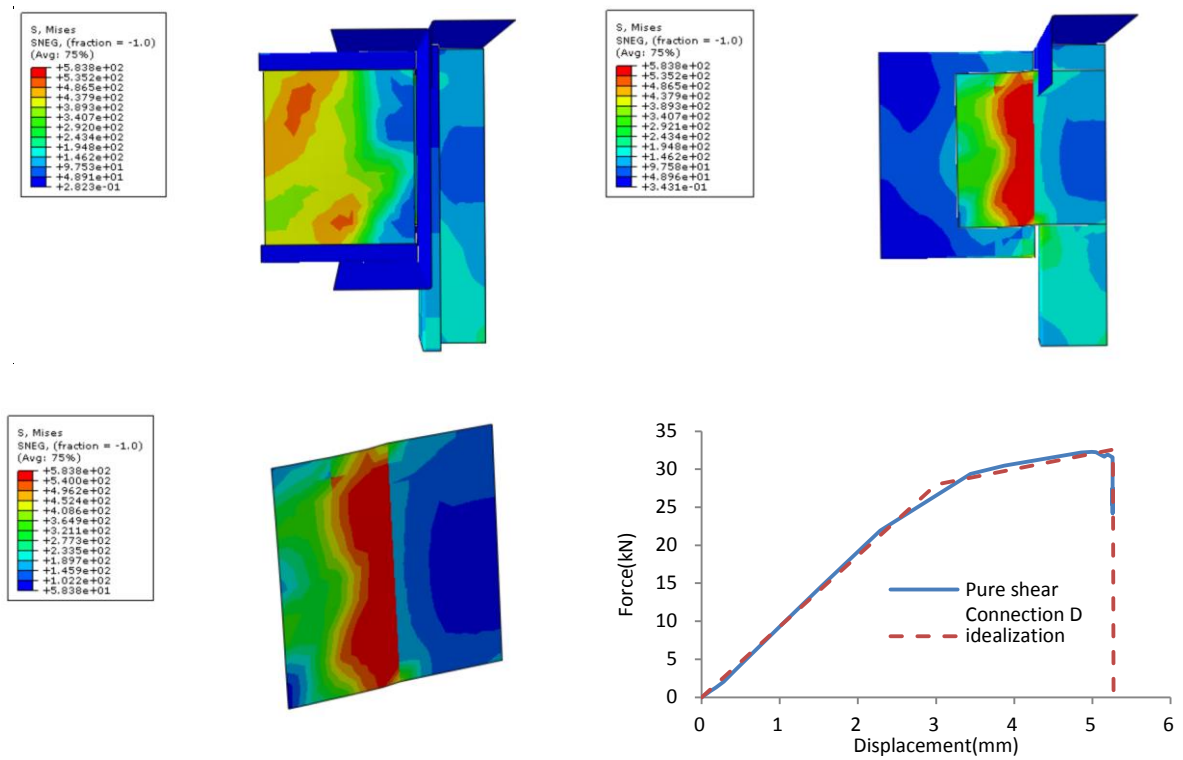 S, Mises
SNEG, (fraction = -1.0)
(Avg: 75%)
+5.838e+02
+5.352e+02
+4.865e+02
+4.379e+02
+3.893e+02
+3.407e+02
+2.920e+02
+2.434e+02
+1.948e+02
+1.462e+02
+9.753e+01
+4.891e+01
+2.823e-01
S, Mises
SNEG, (fraction = -1.0)
(Avg: 75%)
+5.838e+02
+5.352e+02
+4.865e+02
+4.379e+02
+3.893e+02
+3.407e+02
+2.921e+02
+2.434e+02
+1.948e+02
+1.462e+02
+9.758e+01
+4.896e+01
+3.431e-01
S, Mises
SNEG, (fraction = -1.0)
(Avg: 75%)
+5.838e+02
+5.400e+02
+4.962e+02
+4.524e+02
+4.086e+02
+3.649e+02
+3.211e+02
+2.773e+02
+2.335e+02
+1.897e+02
+1.459e+02
+1.022e+02
+5.838e+01
35
30
25
20
15
10
5
0
Force(kN)
Pure shear
Connection D
idealization
0 1 2 3 4 5 6
Displacement(mm)